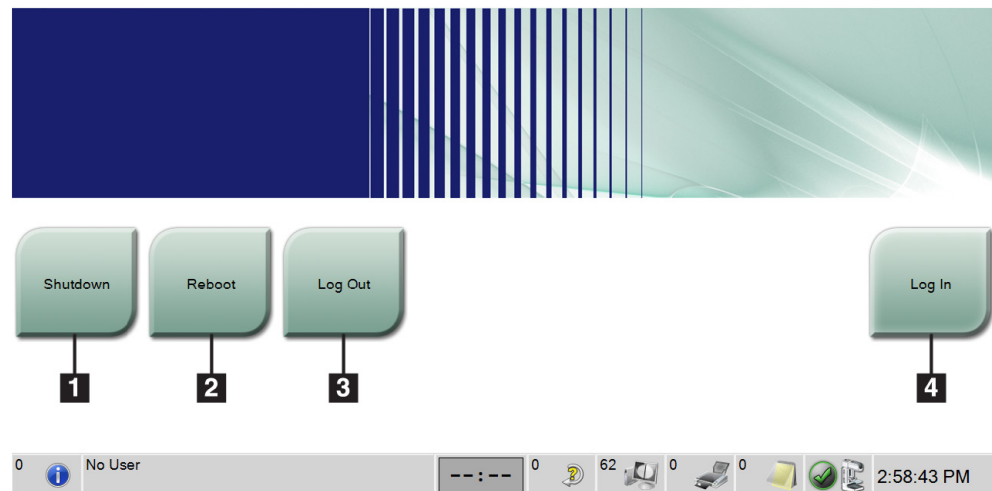 Shutdown
Reboot
Log Out
Log In
1
2
3
4
0
No User
--:--
0
62
0
0
2:58:43 PM